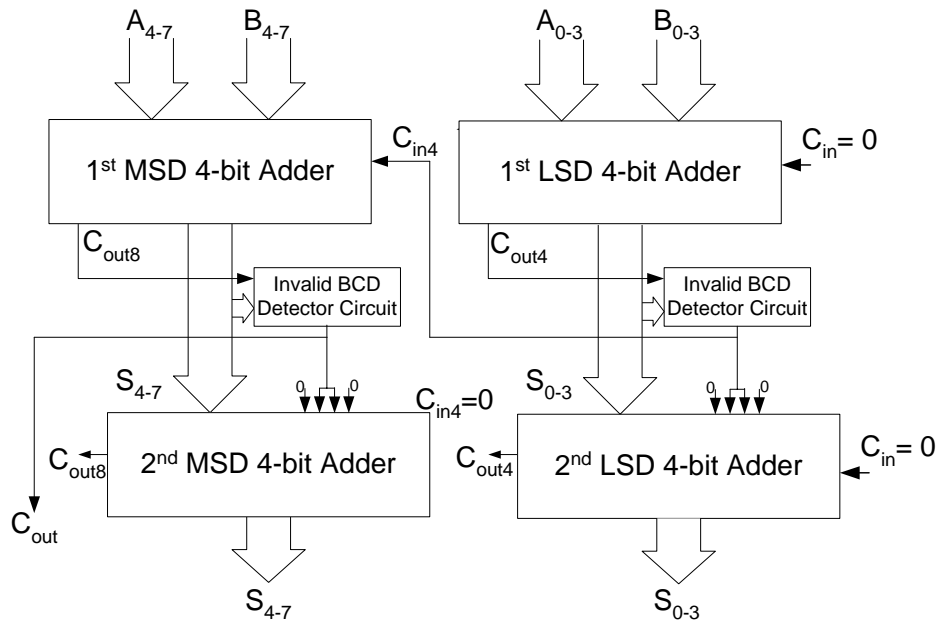 A4-7
B4-7
A0-3
B0-3
Cin4
Cin= 0
1st MSD 4-bit Adder
1st LSD 4-bit Adder
Cout8
Cout4
Invalid BCD
Detector Circuit
Invalid BCD
Detector Circuit
S4-7
0
0
Cin4=0
S0-3
0
0
Cout8
2nd MSD 4-bit Adder
Cout4
2nd LSD 4-bit Adder
Cin= 0
Cout
S4-7
S0-3